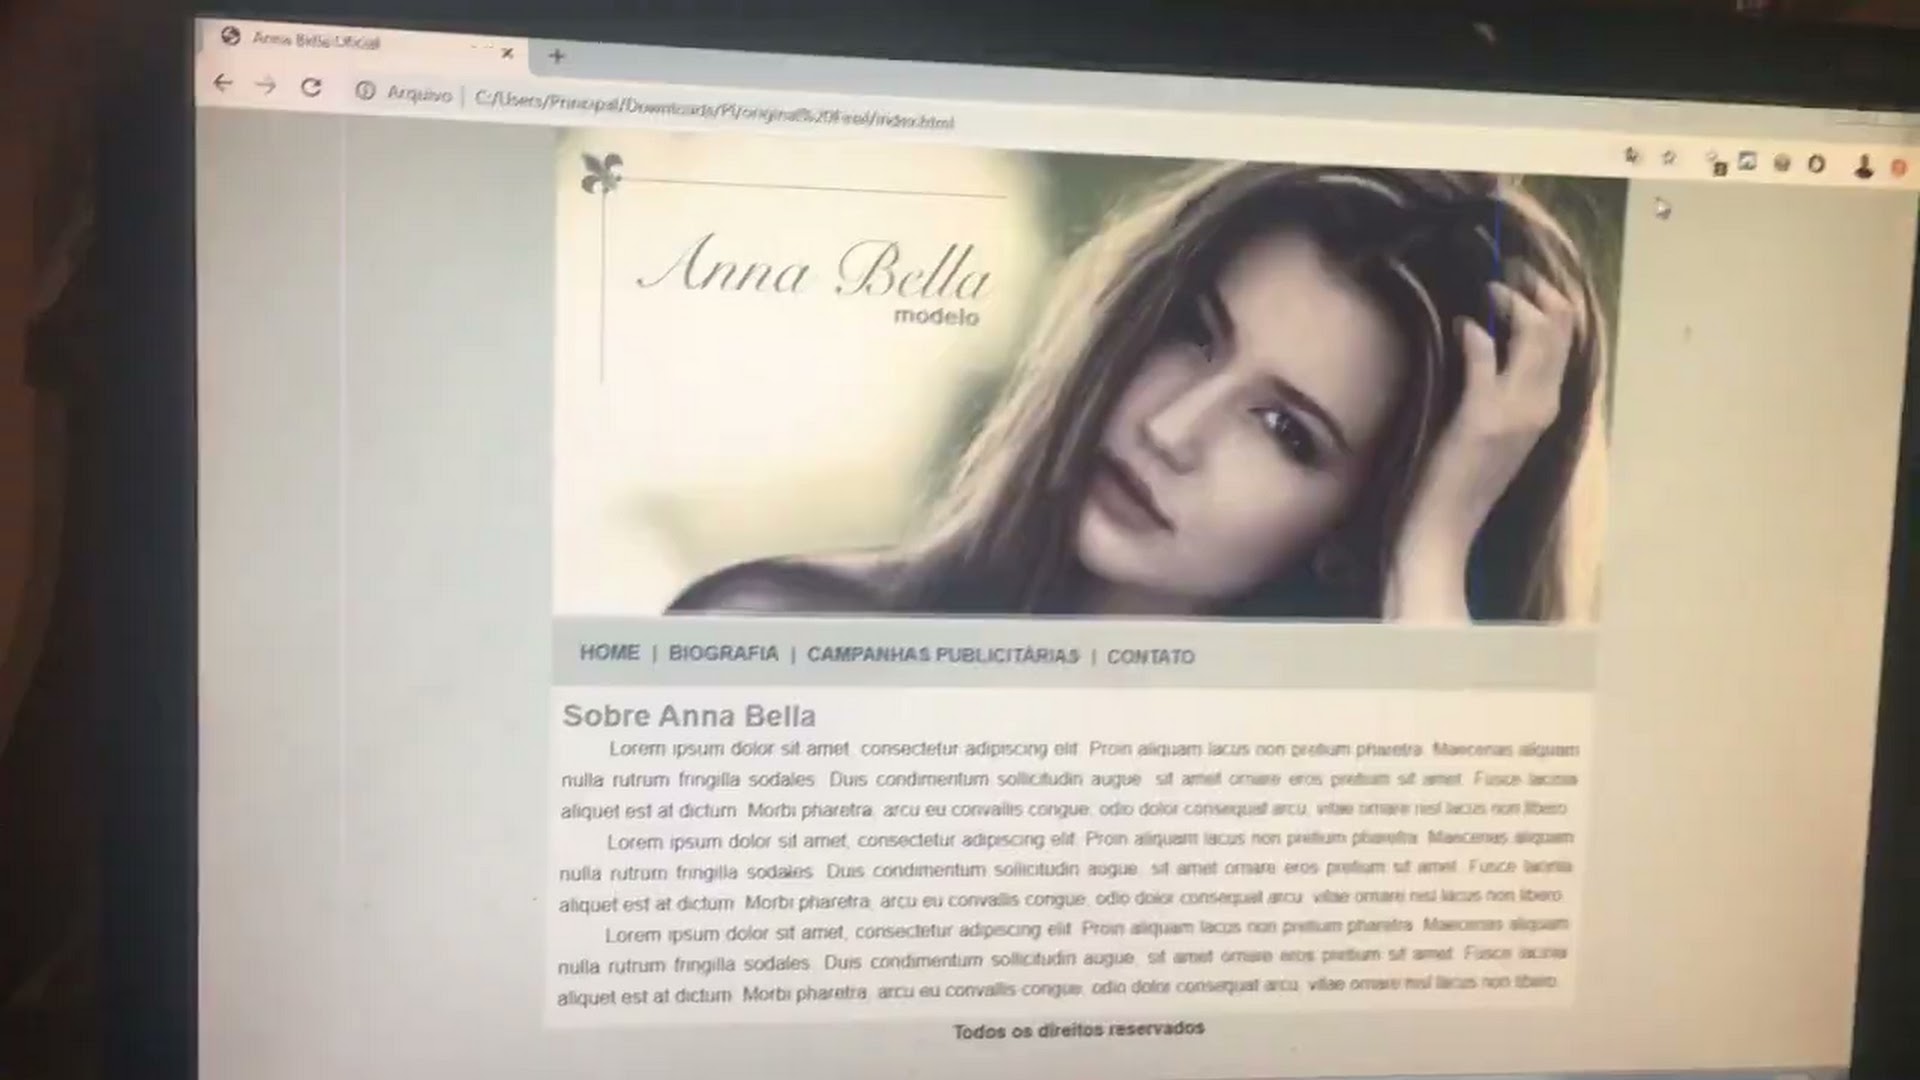 Anna Bella Oficial
Arquivo | C:/Users/Principal/Downloads/
Anna Bella
modelo
HOME | BIOGRAFIA | CAMPANHAS PUBLICITÁRIAS | CONTATO
Sobre Anna Bella
Lorem ipsum dolor sit amet, consectetur adipiscing elit. Proin aliquam lacus non pretium pharetra. Maecenas aliquam
nulla rutrum fringilla sodales. Duis condimentum sollicitudin augue, sit amet ornare eros pretium sit amet. Fusce lacinia
aliquet est at dictum. Morbi pharetra, arcu eu convallis congue, odio dolor consequat arcu, vitae ornare nisl lacus non libero.
Lorem ipsum dolor sit amet, consectetur adipiscing elit. Proin aliquam lacus non pretium pharetra. Maecenas aliquam
nulla rutrum fringilla sodales. Duis condimentum sollicitudin augue, sit amet ornare eros pretium sit amet. Fusce lacinia
aliquet est at dictum. Morbi pharetra, arcu eu convallis congue, odio dolor consequat arcu, vitae ornare nisl lacus non libero.
Lorem ipsum dolor sit amet, consectetur adipiscing elit. Proin aliquam lacus non pretium pharetra. Maecenas aliquam
nulla rutrum fringilla sodales. Duis condimentum sollicitudin augue, sit amet ornare eros pretium sit amet. Fusce lacinia
aliquet est at dictum. Morbi pharetra, arcu eu convallis congue, odio dolor consequat arcu, vitae ornare nisl lacus non libero.
Todos os direitos reservados